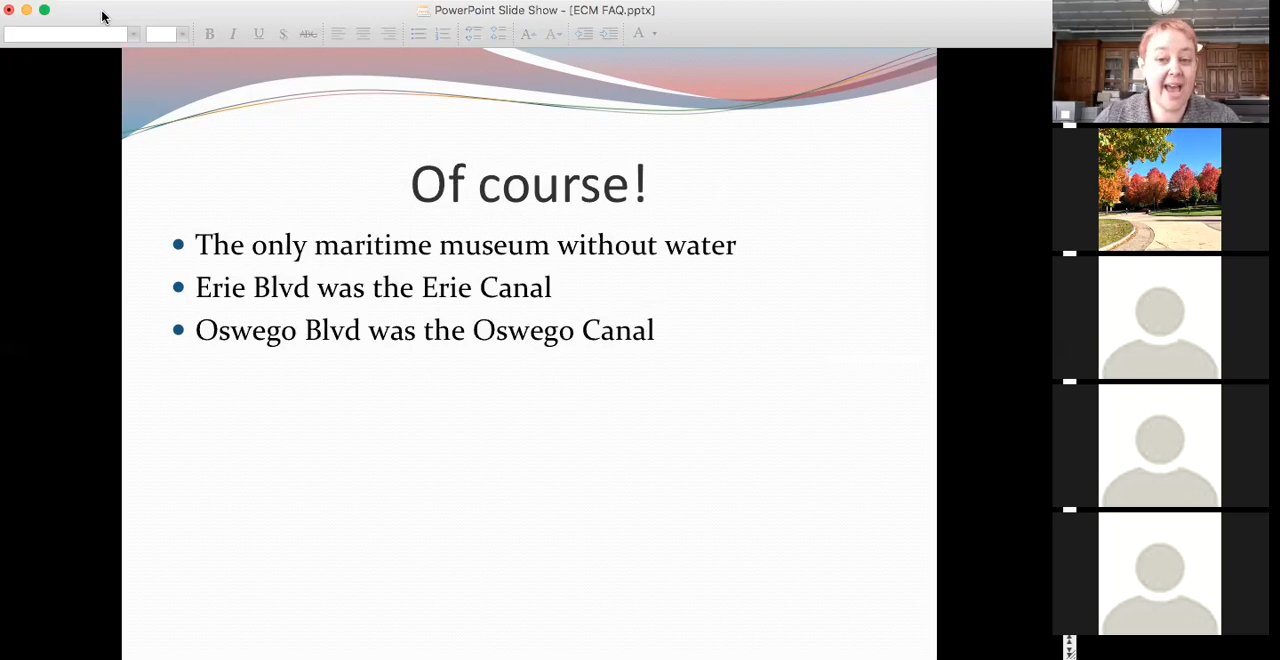 PowerPoint Slide Show - [ECM FAQ.pptx]
B I U S ABC A A A
Of course!
• The only maritime museum without water
• Erie Blvd was the Erie Canal
• Oswego Blvd was the Oswego Canal